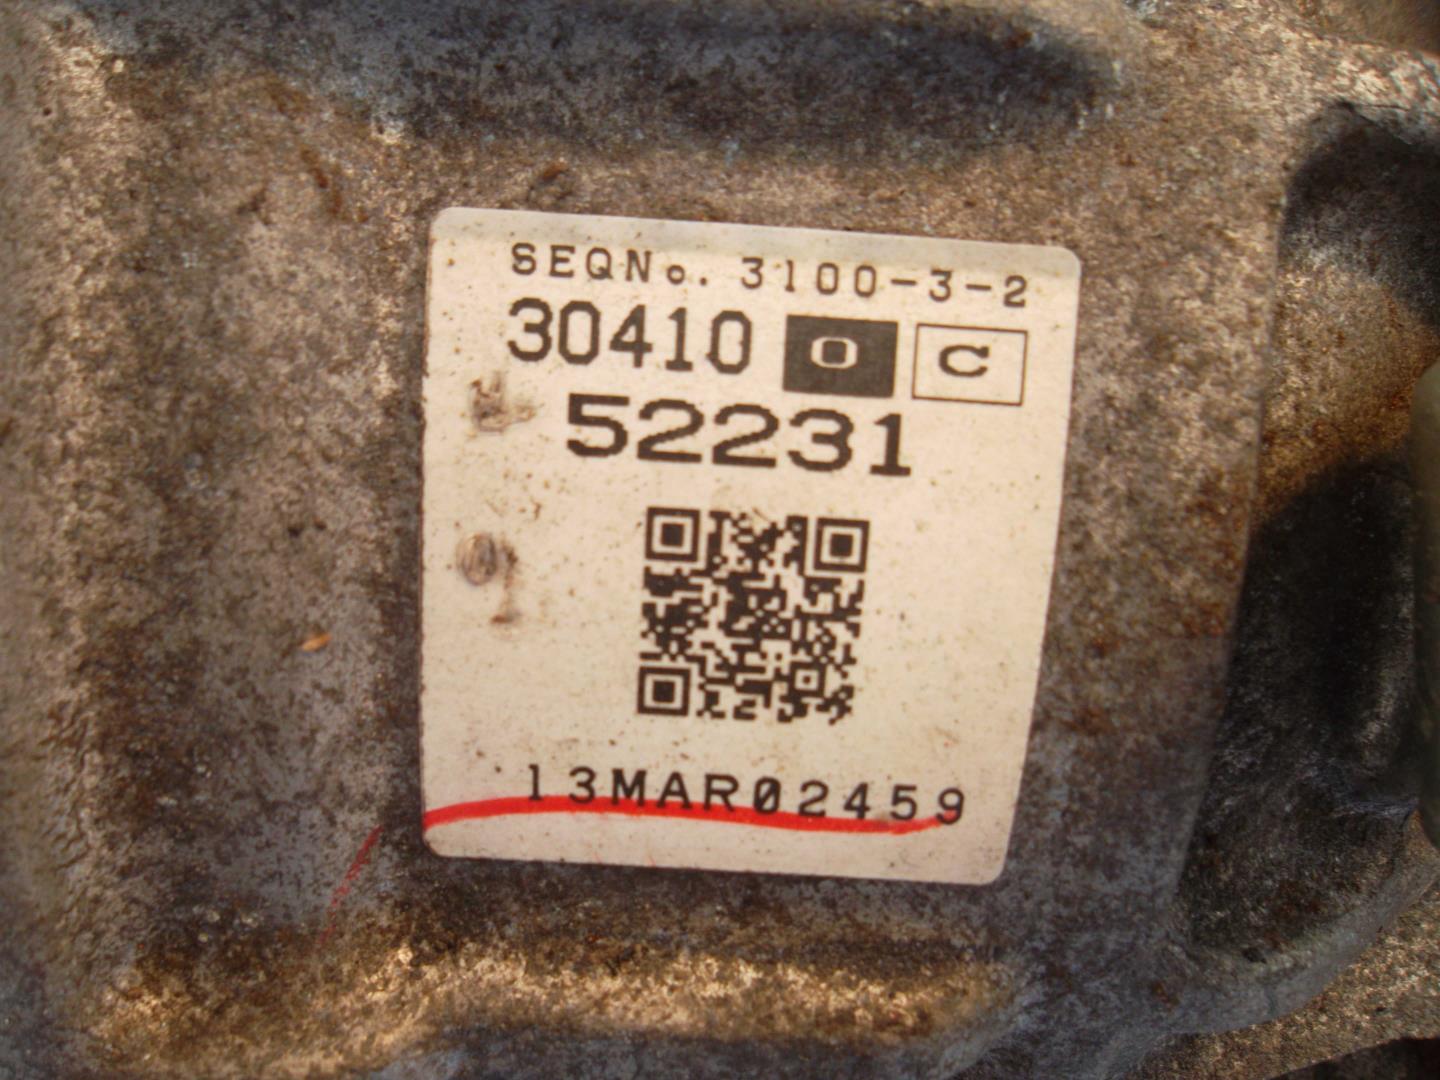 SEQNo. 3100-3-2
30410 0 C
52231
13MAR02459